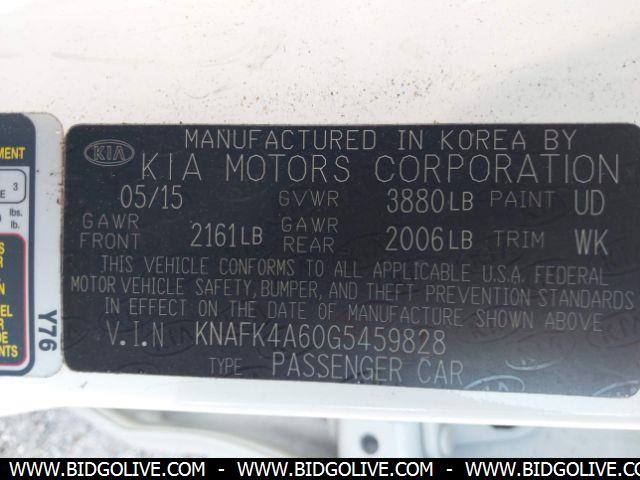 MANUFACTURED IN KOREA BY
KIA KIA MOTORS CORPORATION
05/15 GVWR 3880LB PAINT UD
GAWR FRONT 2161LB GAWR REAR 2006LB TRIM WK
THIS VEHICLE CONFORMS TO ALL APPLICABLE U.S.A. FEDERAL
MOTOR VEHICLE SAFETY, BUMPER, AND THEFT PREVENTION STANDARDS
IN EFFECT ON THE DATE OF MANUFACTURE SHOWN ABOVE.
V.I.N KNAFK4A60G5459828
TYPE PASSENGER CAR
Y76
MENT
3
lbs.
WWW.BIDGOLIVE.COM - WWW.BIDGOLIVE.COM - WWW.BIDGOLIVE.COM